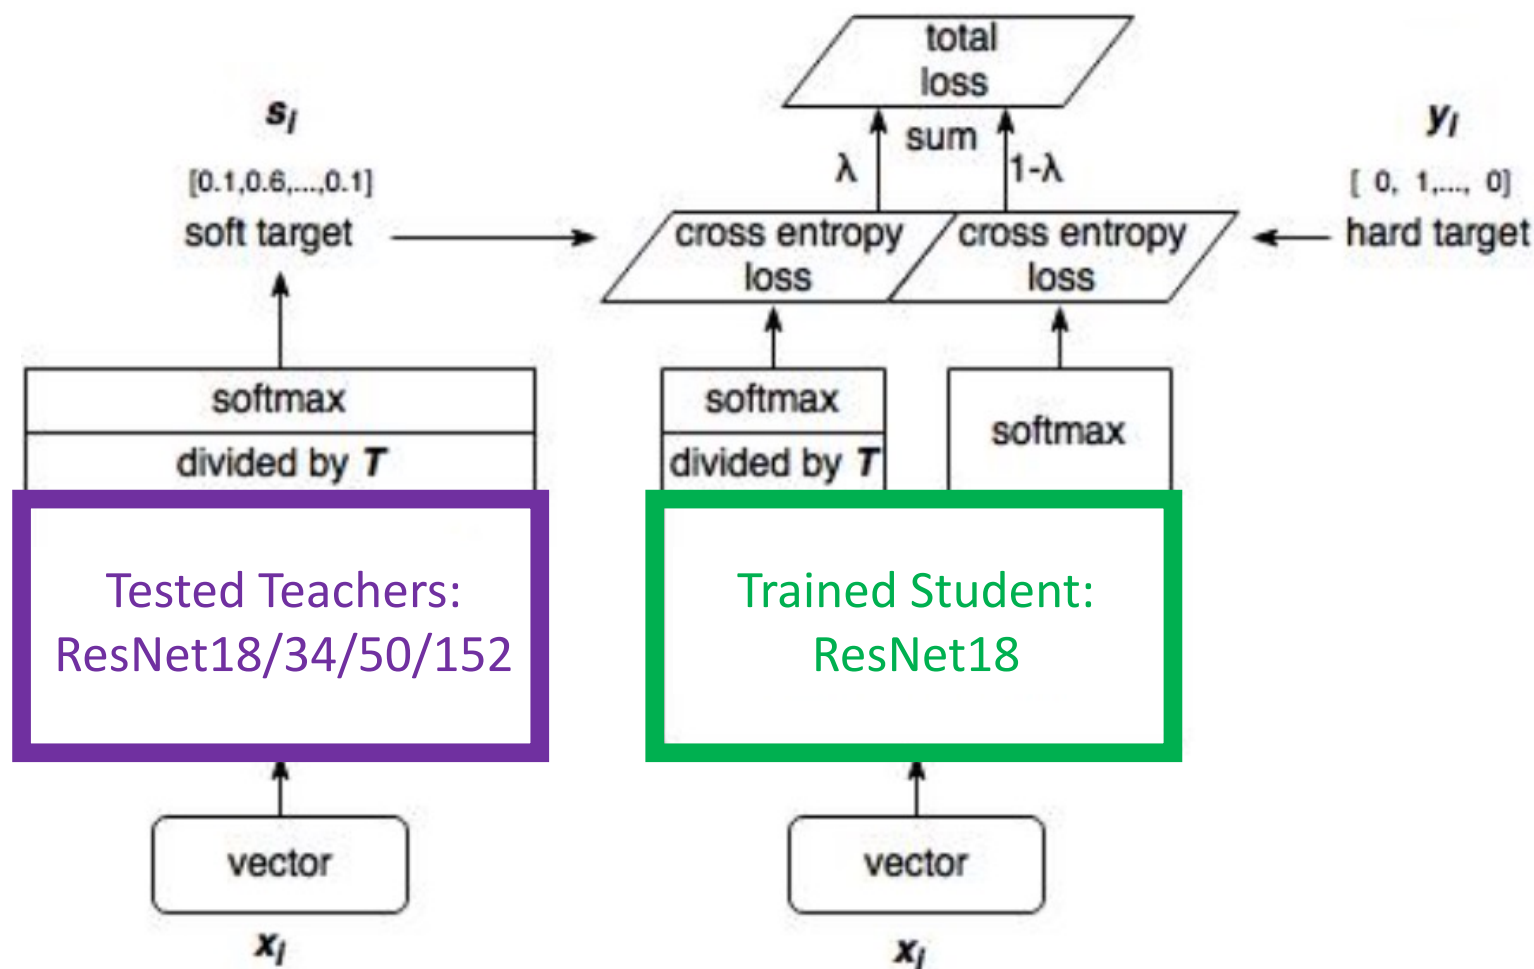 total
loss
sum
λ
1-λ
s_i
[0.1,0.6,...,0.1]
soft target
cross entropy
loss
cross entropy
loss
y_i
[ 0, 1,..., 0]
hard target
softmax
divided by T
softmax
divided by T
softmax
Tested Teachers:
ResNet18/34/50/152
Trained Student:
ResNet18
vector
x_i
vector
x_i